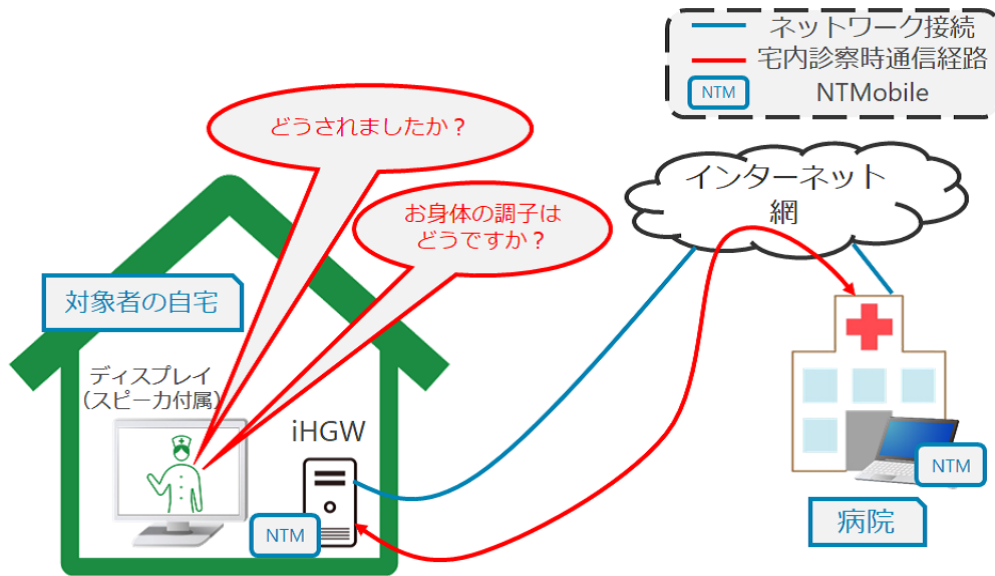 ネットワーク接続
宅内診察時通信経路
NTM
NTMobile
どうされましたか？
お身体の調子は
どうですか？
インターネット
網
対象者の自宅
ディスプレイ
（スピーカ付属）
iHGW
NTM
NTM
病院